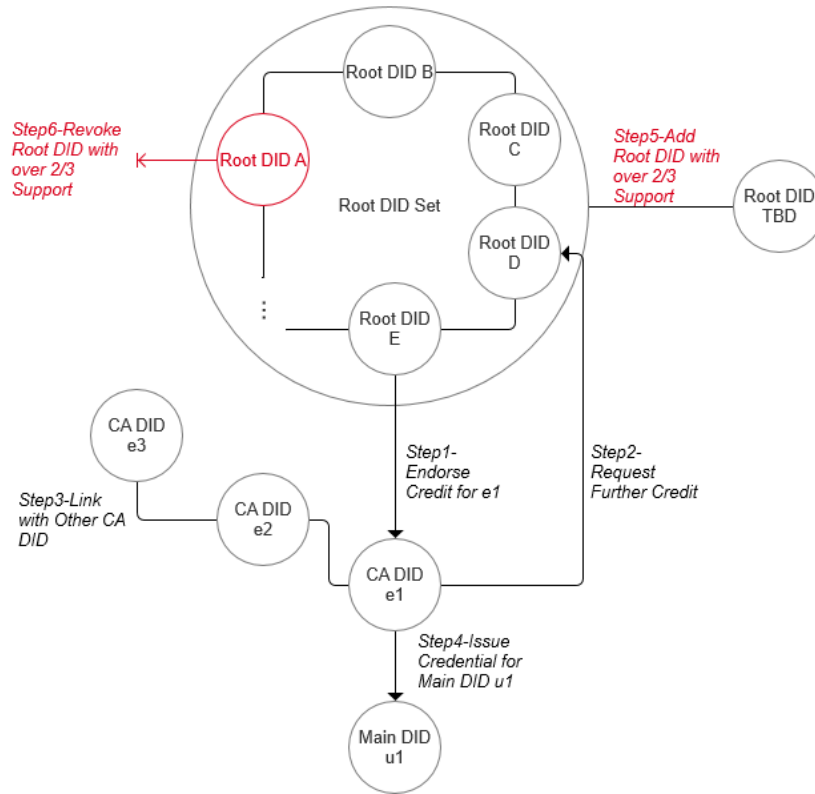 Root DID B
Step6-Revoke
Root DID with
over 2/3
Support
Root DID A
Root DID
C
Step5-Add
Root DID with
over 2/3
Support
Root DID
TBD
Root DID Set
Root DID
D
⋮
Root DID
E
CA DID
e3
Step1-
Endorse
Credit for e1
Step2-
Request
Further Credit
Step3-Link
with Other CA
DID
CA DID
e2
CA DID
e1
Step4-Issue
Credential for
Main DID u1
Main DID
u1